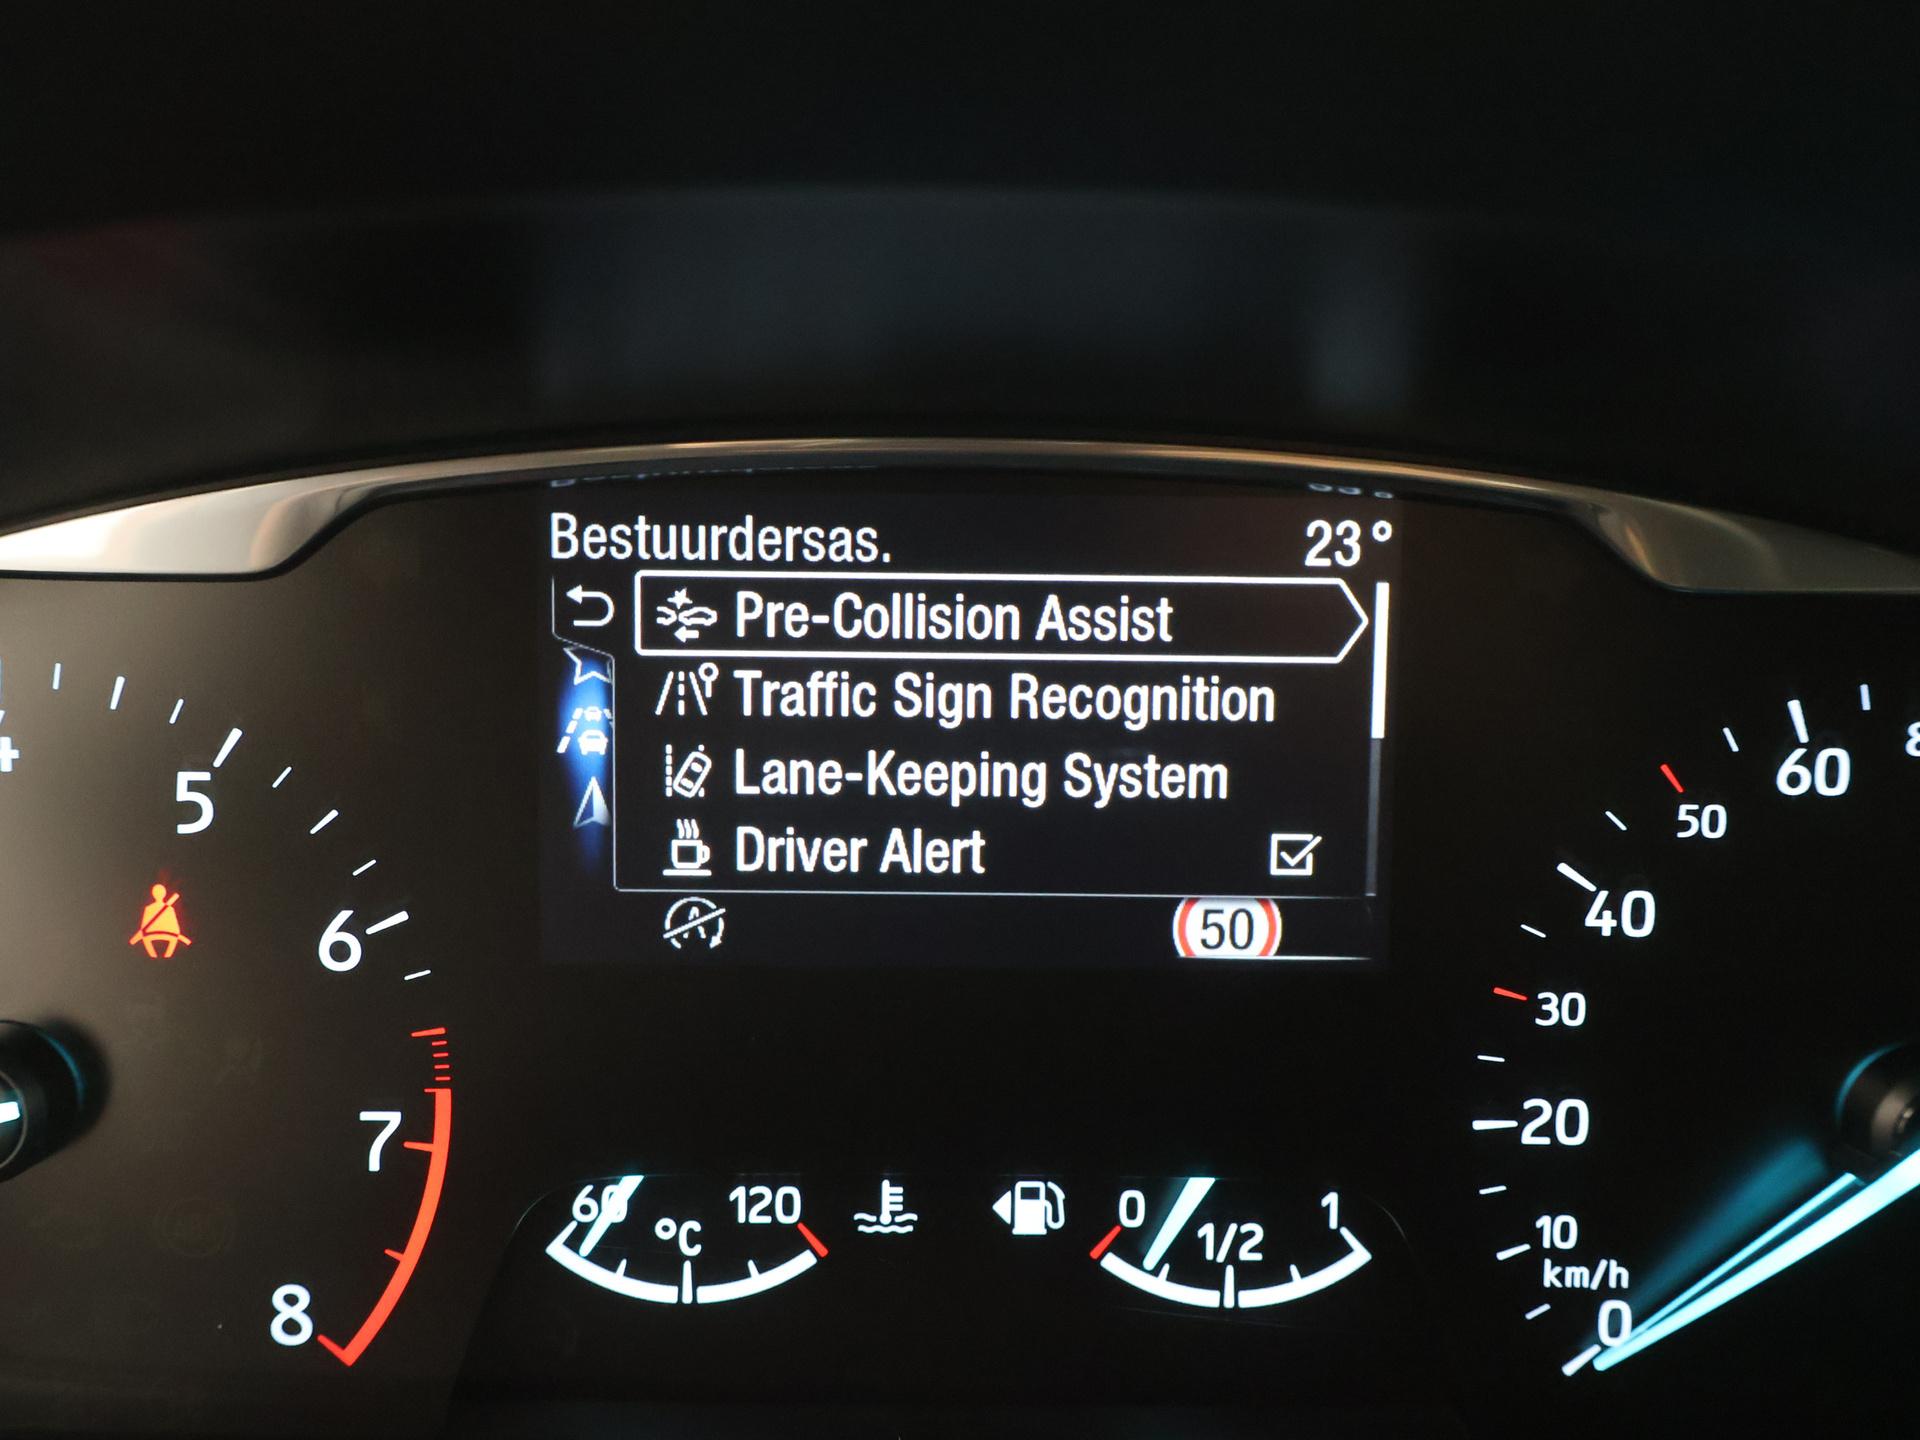 Bestuurdersas. 23°
Pre-Collision Assist
Traffic Sign Recognition
Lane-Keeping System
Driver Alert
A 50
4
5
6
7
8
60 °C 120
0 1/2 1
60
50
40
30
20
10
km/h
0